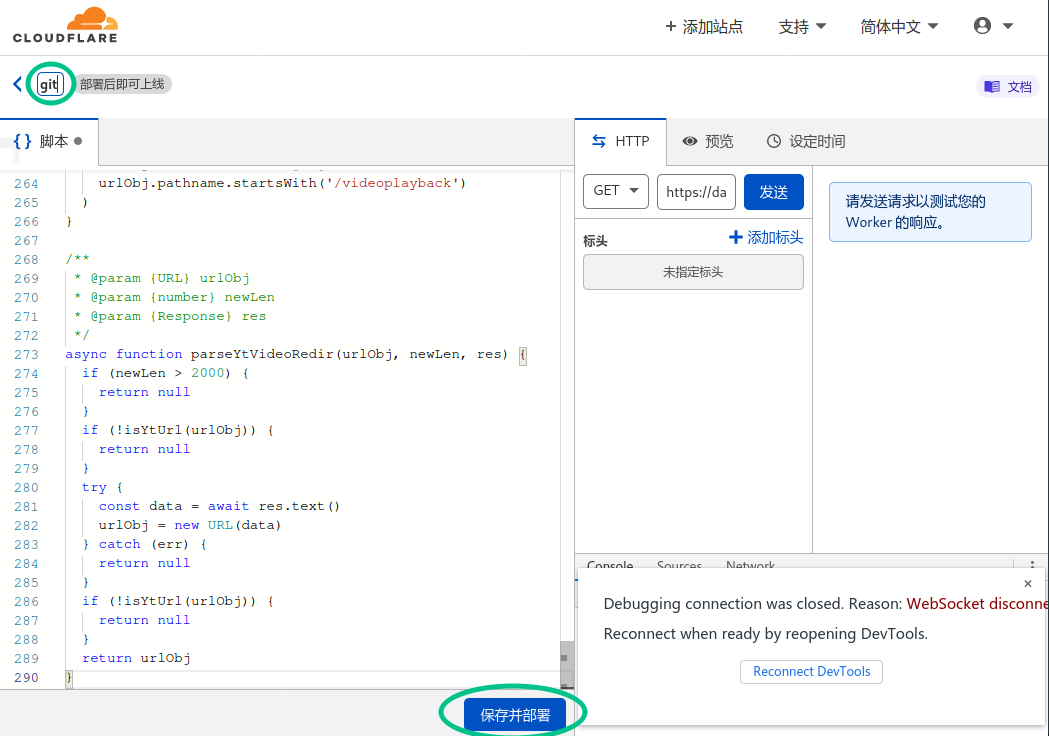 CLOUDFLARE
+ 添加站点 支持 简体中文
git 部署后即可上线
文档
{} 脚本
HTTP 预览 设定时间
GET https://da 发送
请发送请求以测试您的
Worker 的响应。
标头 + 添加标头
未指定标头
264 urlObj.pathname.startsWith('/videoplayback')
265 )
266 }
267
268 /**
269 * @param {URL} urlObj
270 * @param {number} newLen
271 * @param {Response} res
272 */
273 async function parseYtVideoRedir(urlObj, newLen, res) {
274 if (newLen > 2000) {
275 return null
276 }
277 if (!isYtUrl(urlObj)) {
278 return null
279 }
280 try {
281 const data = await res.text()
282 urlObj = new URL(data)
283 } catch (err) {
284 return null
285 }
286 if (!isYtUrl(urlObj)) {
287 return null
288 }
289 return urlObj
290 }
Console Sources Network
×
Debugging connection was closed. Reason: WebSocket disconne
Reconnect when ready by reopening DevTools.
Reconnect DevTools
保存并部署